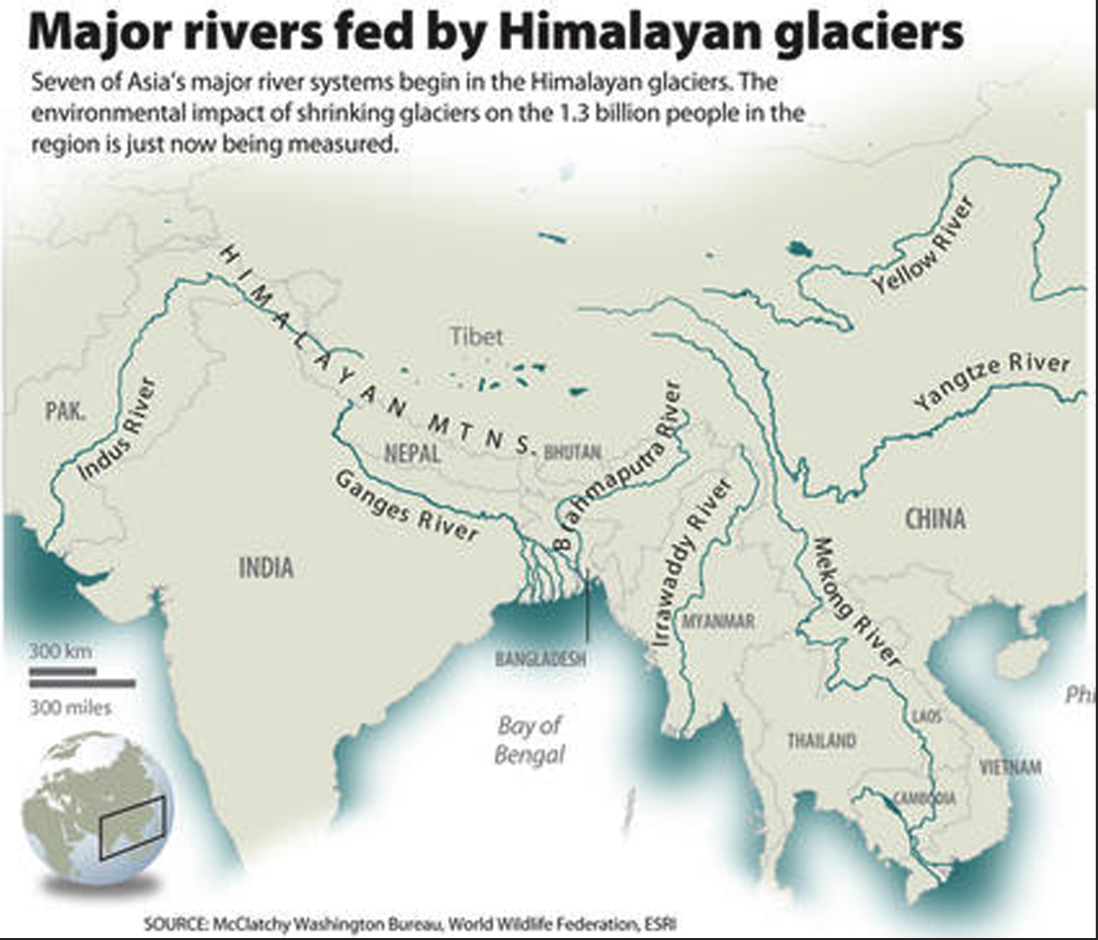 Major rivers fed by Himalayan glaciers
Seven of Asia's major river systems begin in the Himalayan glaciers. The
environmental impact of shrinking glaciers on the 1.3 billion people in the
region is just now being measured.
Yellow River
HIMALAYAN MTNS.
Tibet
Yangtze River
PAK.
Indus River
NEPAL
BHUTAN
Brahmaputra River
Ganges River
Irrawaddy River
CHINA
INDIA
Mekong River
MYANMAR
300 km
BANGLADESH
300 miles
Phi
Bay of
Bengal
LAOS
THAILAND
VIETNAM
CAMBODIA
SOURCE: McClatchy Washington Bureau, World Wildlife Federation, ESRI